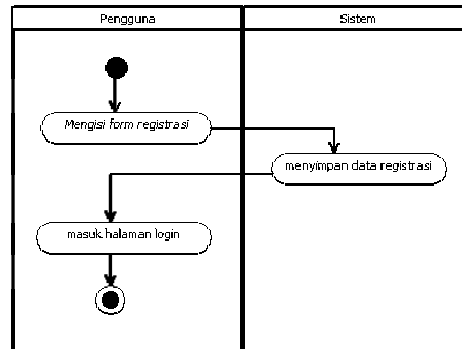 Pengguna
Sistem
Mengisi form registrasi
menyimpan data registrasi
masuk halaman login